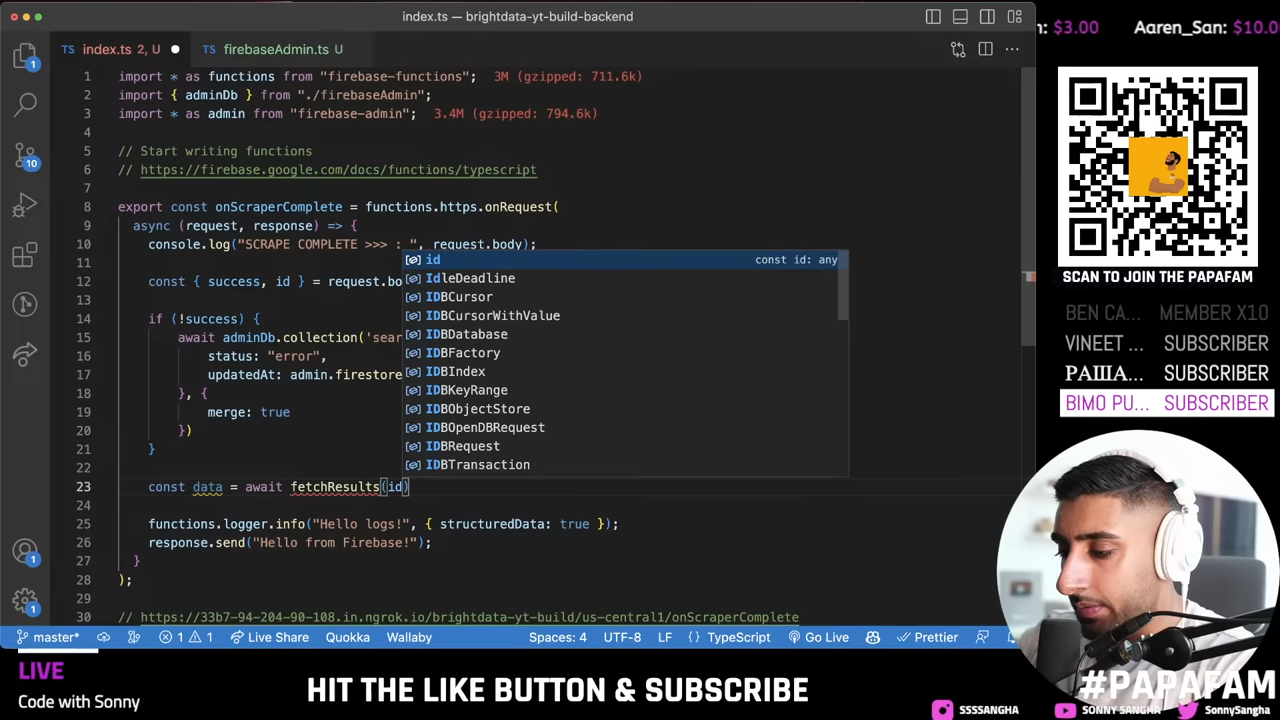 index.ts — brightdata-yt-build-backend
n: $3.00 Aaren_San: $10.0
TS index.ts 2, U
TS firebaseAdmin.ts U
1 import * as functions from "firebase-functions"; 3M (gzipped: 711.6k)
2 import { adminDb } from "./firebaseAdmin";
3 import * as admin from "firebase-admin"; 3.4M (gzipped: 794.6k)
4
5 // Start writing functions
6 // https://firebase.google.com/docs/functions/typescript
7
8 export const onScraperComplete = functions.https.onRequest(
9 async (request, response) => {
10 console.log("SCRAPE COMPLETE >>> : ", request.body);
11
12 const { success, id } = request.bo
13
14 if (!success) {
15 await adminDb.collection('sear
16 status: "error",
17 updatedAt: admin.firestore
18 }, {
19 merge: true
20 })
21 }
22
23 const data = await fetchResults(id)
24
25 functions.logger.info("Hello logs!", { structuredData: true });
26 response.send("Hello from Firebase!");
27 }
28 );
29
30 // https://33b7-94-204-90-108.in.ngrok.io/brightdata-yt-build/us-central1/onScraperComplete
id const id: any
IdleDeadline
IDBCursor
IDBCursorWithValue
IDBDatabase
IDBFactory
IDBIndex
IDBKeyRange
IDBObjectStore
IDBOpenDBRequest
IDBRequest
IDBTransaction
1
10
1
1
master* 1 1 Live Share Quokka Wallaby Spaces: 4 UTF-8 LF { } TypeScript Go Live Prettier
SCAN TO JOIN THE PAPAFAM
BEN CA... MEMBER X10
VINEET ... SUBSCRIBER
РАША... SUBSCRIBER
BIMO PU... SUBSCRIBER
LIVE
Code with Sonny
HIT THE LIKE BUTTON & SUBSCRIBE
#PAPAFAM
SSSSANGHA SONNY SANGHA SonnySangha